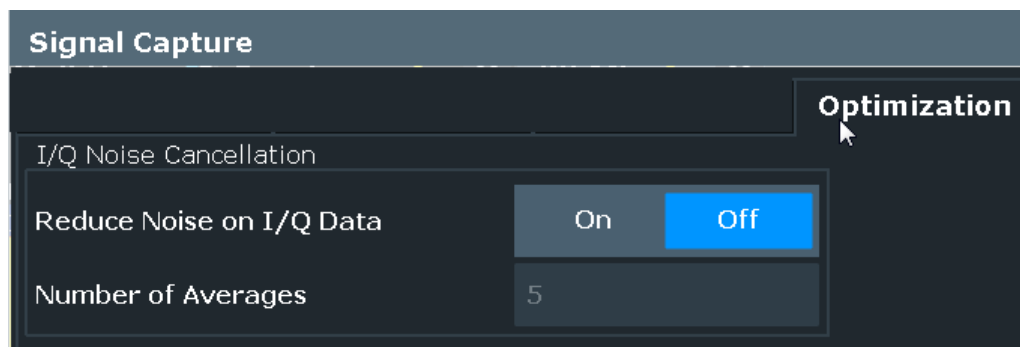 Signal Capture
Optimization
I/Q Noise Cancellation
Reduce Noise on I/Q Data On Off
Number of Averages 5